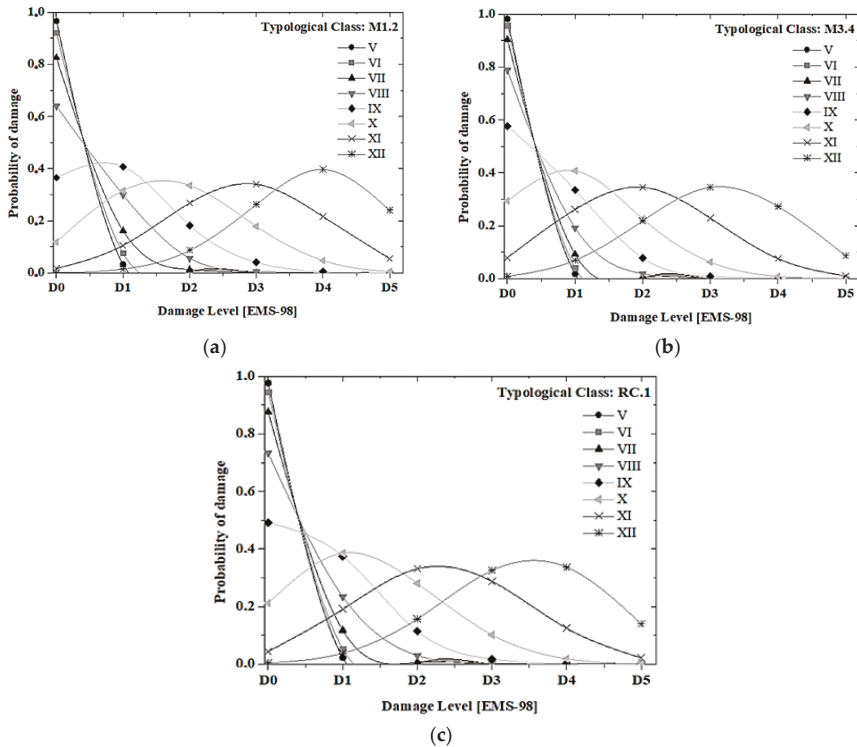 Typological Class: M1.2
V
VI
VII
VIII
IX
X
XI
XII
Probability of damage
1,0
0,8
0,6
0,4
0,2
0,0
D0 D1 D2 D3 D4 D5
Damage Level [EMS-98]
(a)
Typological Class: M3.4
V
VI
VII
VIII
IX
X
XI
XII
Probability of damage
1.0
0.8
0.6
0.4
0.2
0.0
D0 D1 D2 D3 D4 D5
Damage Level [EMS-98]
(b)
Typological Class: RC.1
V
VI
VII
VIII
IX
X
XI
XII
Probability of damage
1.0
0.8
0.6
0.4
0.2
0.0
D0 D1 D2 D3 D4 D5
Damage Level [EMS-98]
(c)